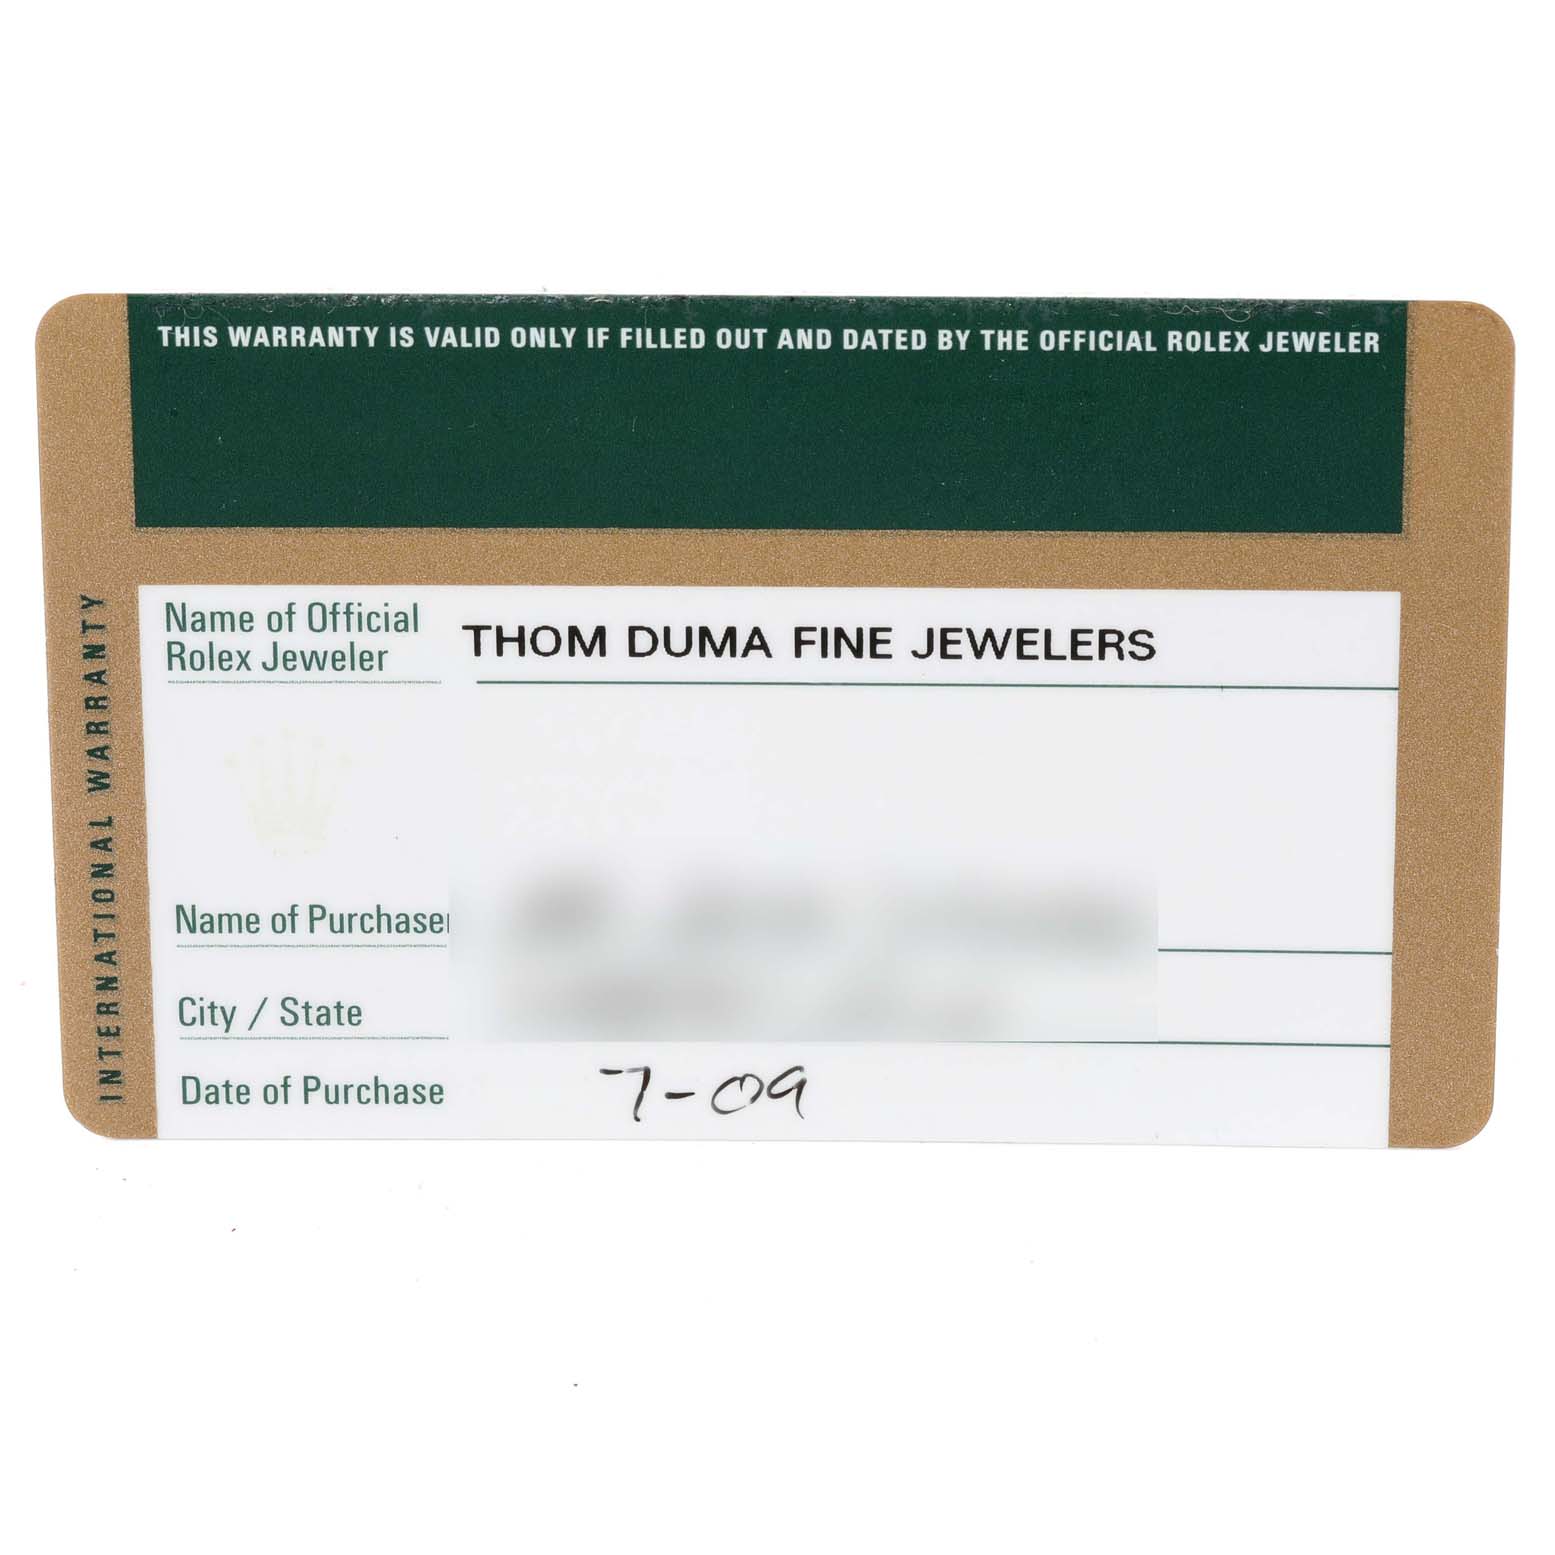 THIS WARRANTY IS VALID ONLY IF FILLED OUT AND DATED BY THE OFFICIAL ROLEX JEWELER
INTERNATIONAL WARRANTY
Name of Official
Rolex Jeweler
THOM DUMA FINE JEWELERS
Name of Purchaser
City / State
Date of Purchase
7-09